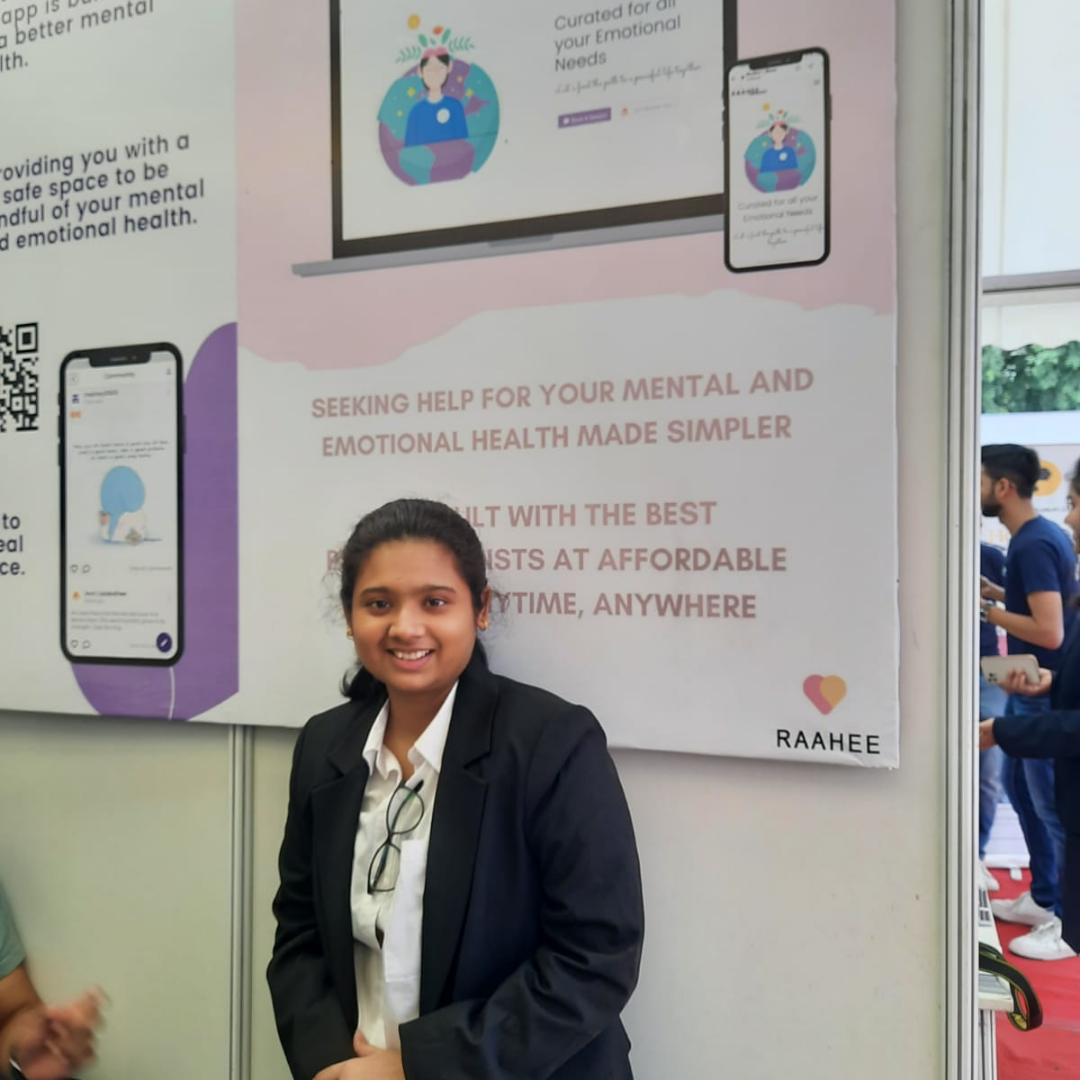 app is
a better mental
lth.
roviding you with a
safe space to be
ndful of your mental
d emotional health.
to
eal
ce.
Community
Curated for all
your Emotional
Needs
Curated for all your
Emotional Needs
SEEKING HELP FOR YOUR MENTAL AND
EMOTIONAL HEALTH MADE SIMPLER
ULT WITH THE BEST
ISTS AT AFFORDABLE
YTIME, ANYWHERE
RAAHEE